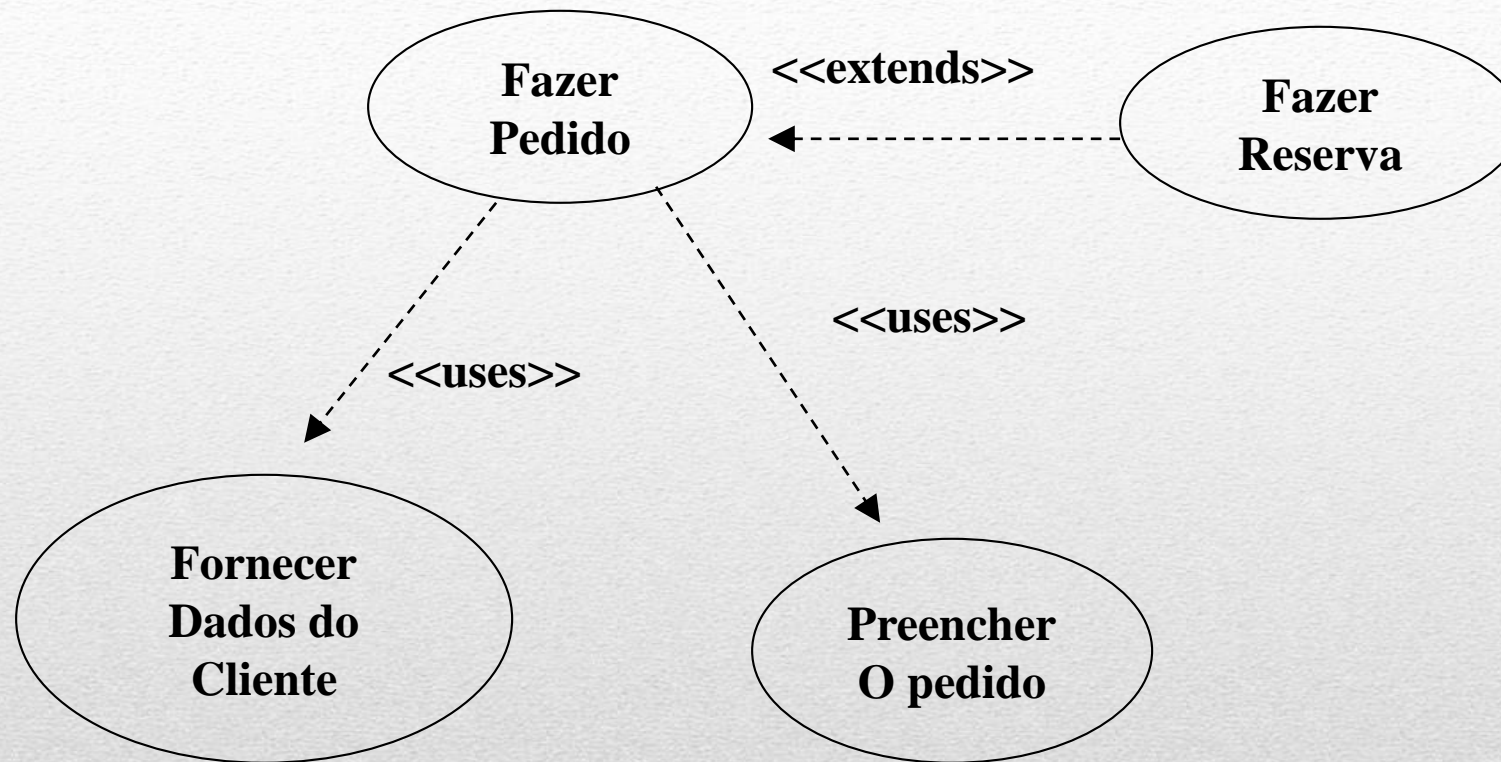 Fazer
Pedido
<<extends>>
Fazer
Reserva
<<uses>>
<<uses>>
Fornecer
Dados do
Cliente
Preencher
O pedido